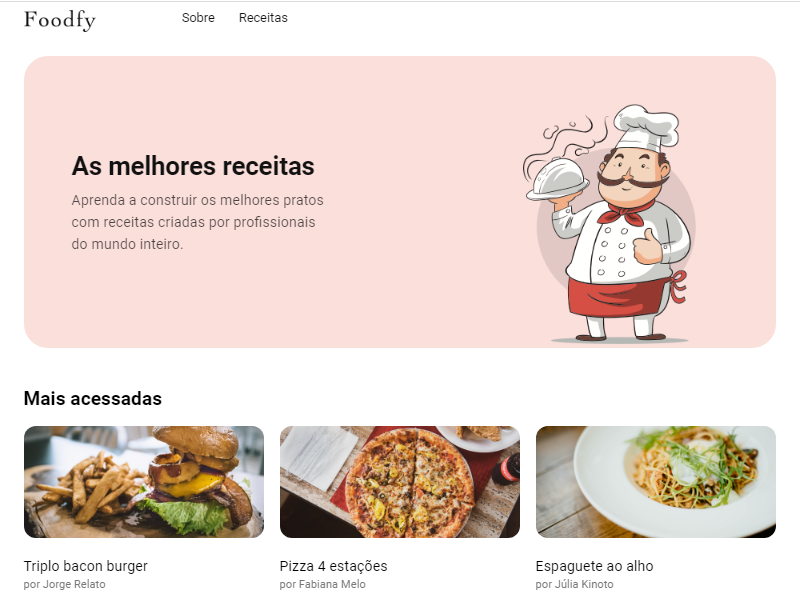 Foodfy
Sobre
Receitas
As melhores receitas
Aprenda a construir os melhores pratos
com receitas criadas por profissionais
do mundo inteiro.
Mais acessadas
Triplo bacon burger
por Jorge Relato
Pizza 4 estações
por Fabiana Melo
Espaguete ao alho
por Júlia Kinoto